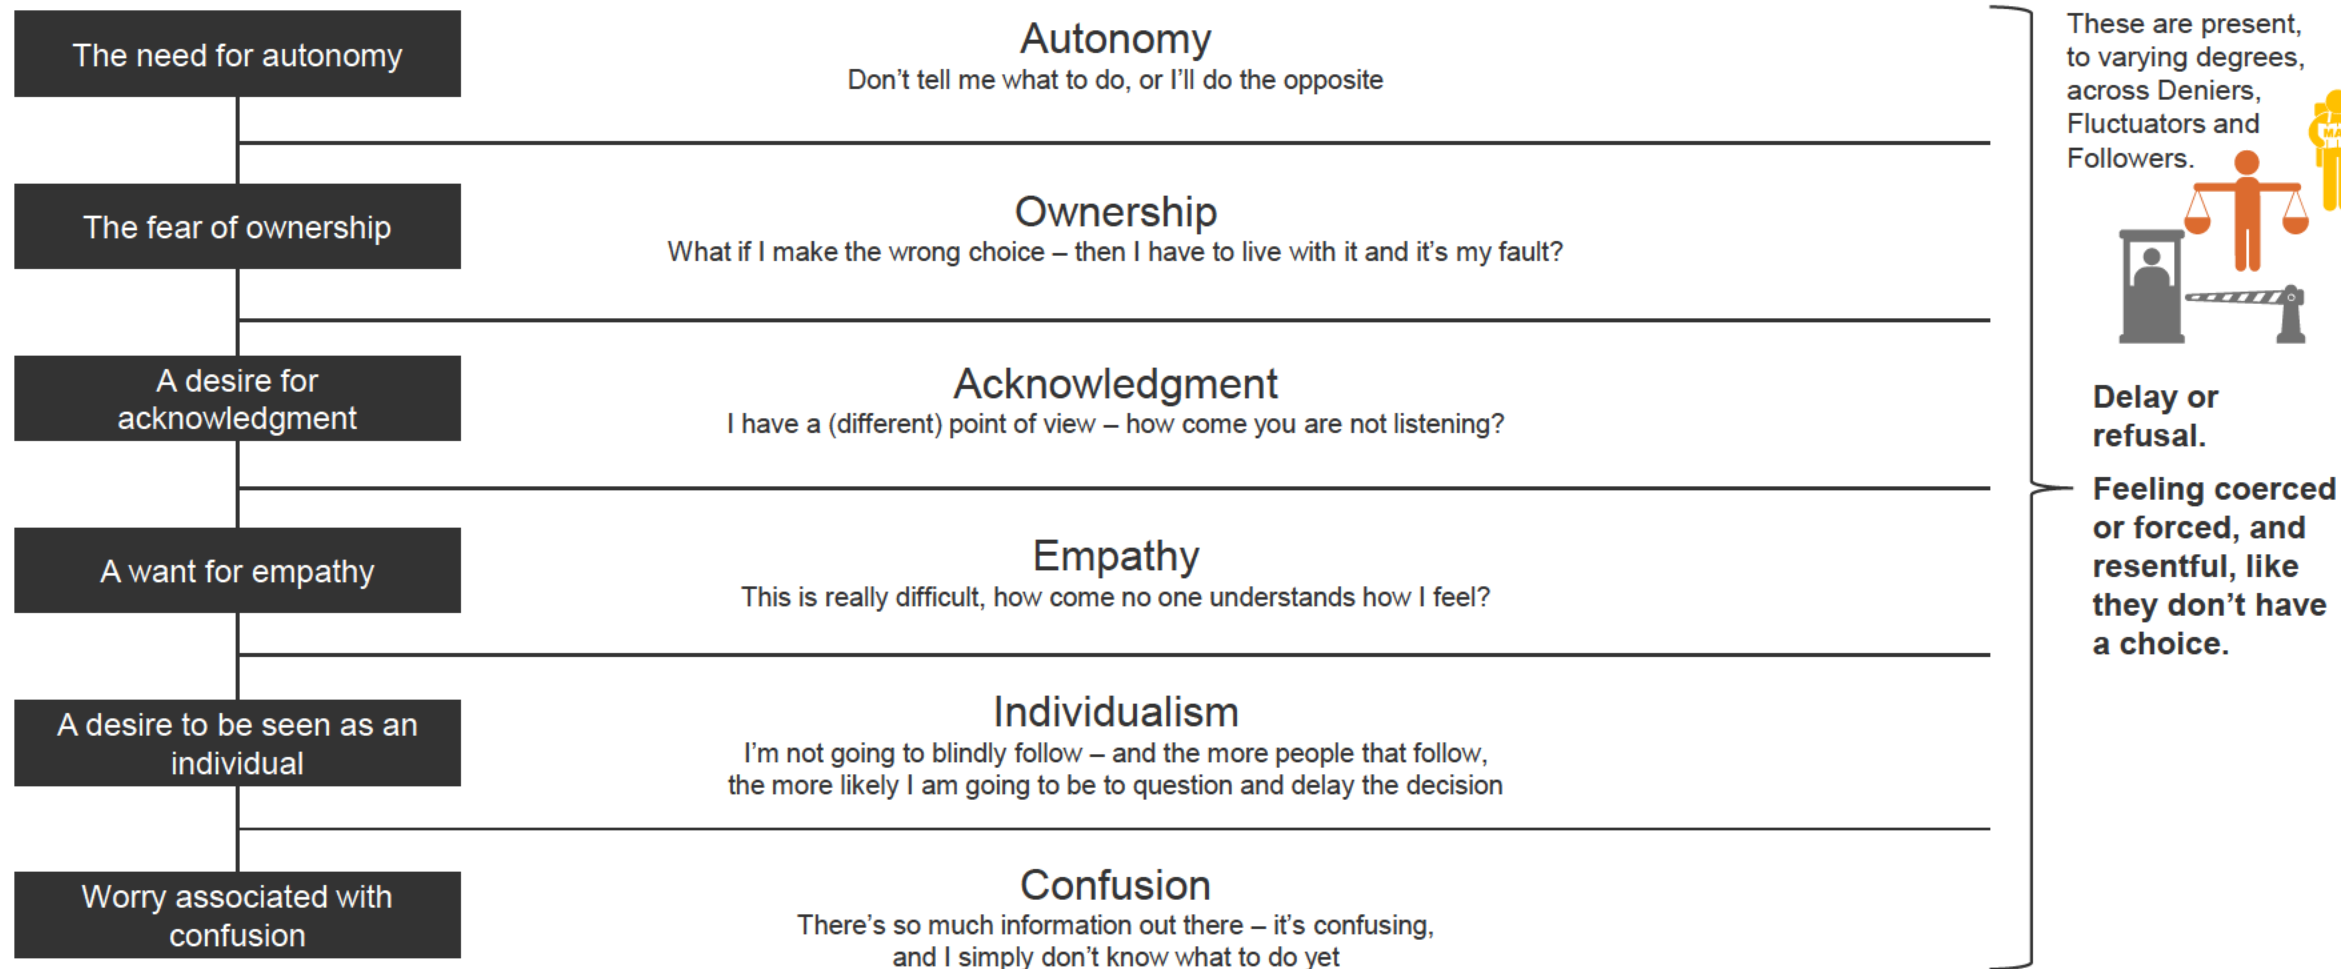 The need for autonomy
Autonomy
Don't tell me what to do, or I'll do the opposite
The fear of ownership
Ownership
What if I make the wrong choice – then I have to live with it and it's my fault?
A desire for
acknowledgment
Acknowledgment
I have a (different) point of view – how come you are not listening?
A want for empathy
Empathy
This is really difficult, how come no one understands how I feel?
A desire to be seen as an
individual
Individualism
I'm not going to blindly follow – and the more people that follow,
the more likely I am going to be to question and delay the decision
Worry associated with
confusion
Confusion
There's so much information out there – it's confusing,
and I simply don't know what to do yet
These are present,
to varying degrees,
across Deniers,
Fluctuators and
Followers.
Delay or
refusal.
Feeling coerced
or forced, and
resentful, like
they don't have
a choice.